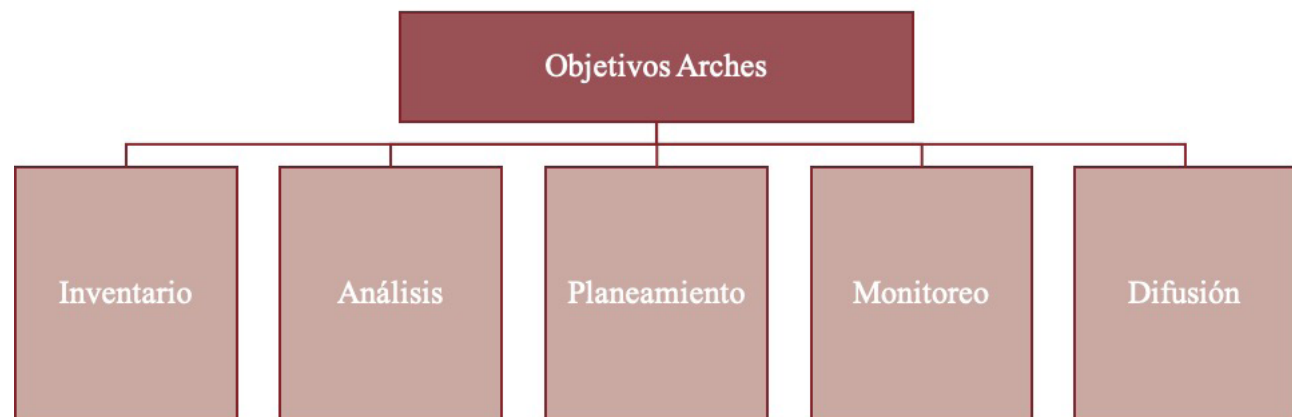 Objetivos Arches
Inventario
Análisis
Planeamiento
Monitoreo
Difusión